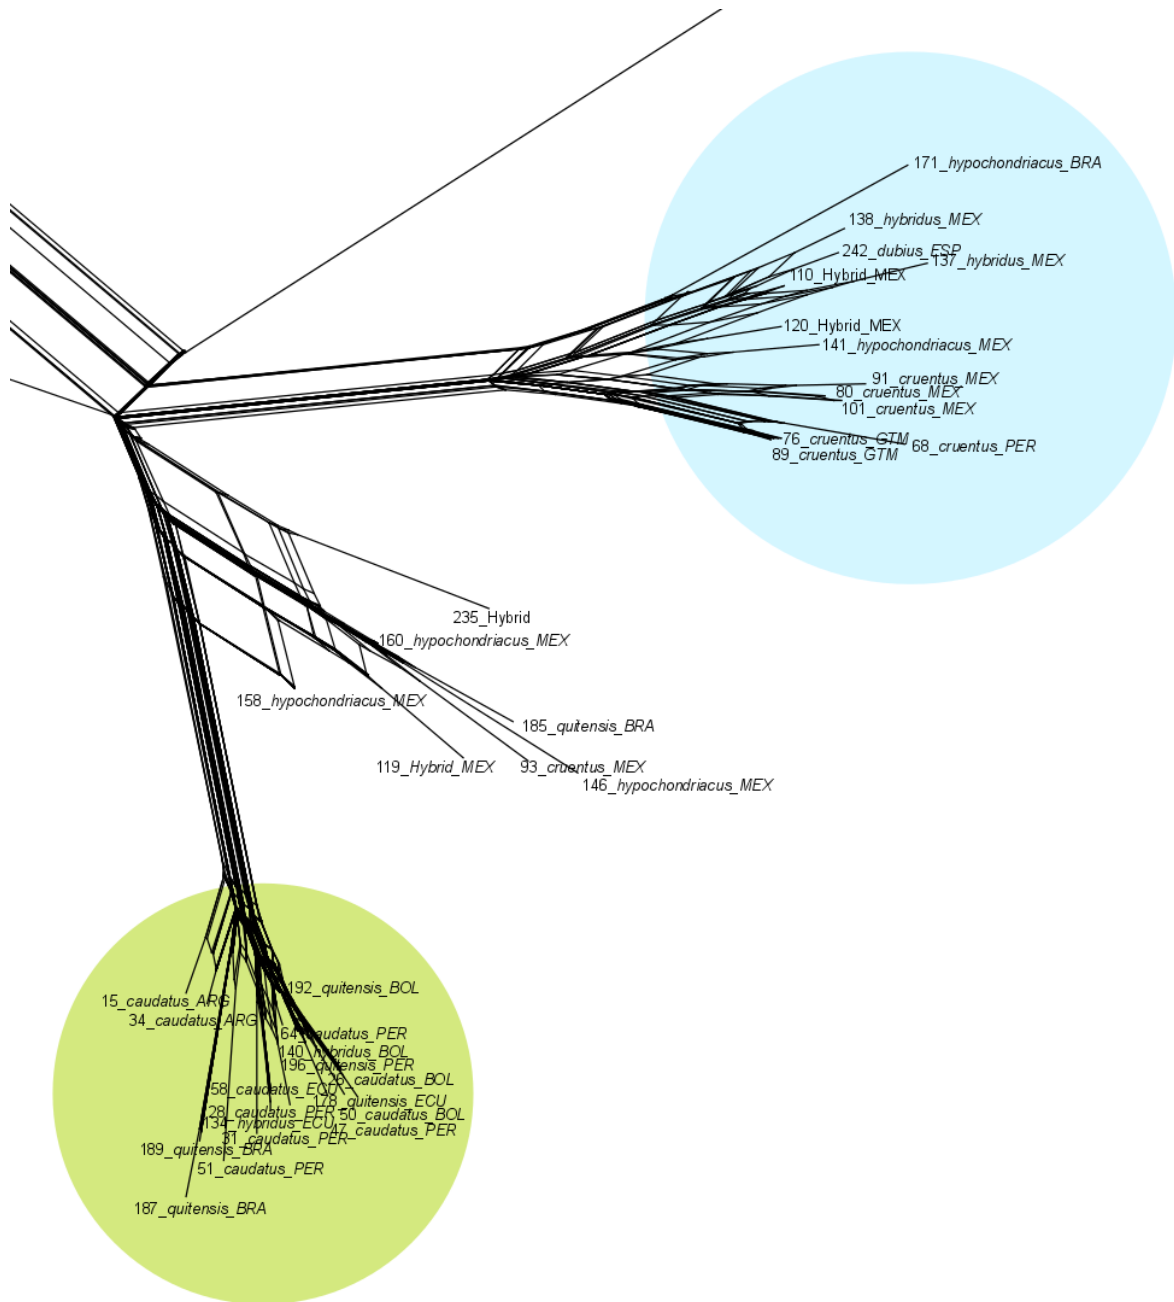 171_hypochondriacus_BRA
138_hybridus_MEX
242_dubius_ESP
137_hybridus_MEX
110_Hybrid_MEX
120_Hybrid_MEX
141_hypochondriacus_MEX
91_cruentus_MEX
80_cruentus_MEX
101_cruentus_MEX
76_cruentus_GTM
68_cruentus_PER
89_cruentus_GTM
235_Hybrid
160_hypochondriacus_MEX
158_hypochondriacus_MEX
185_quitensis_BRA
119_Hybrid_MEX
93_cruentus_MEX
146_hypochondriacus_MEX
192_quitensis_BOL
15_caudatus_ARG
34_caudatus_ARG
64_caudatus_PER
140_hybridus_BOL
196_quitensis_PER
26_caudatus_BOL
58_caudatus_ECU
178_quitensis_ECU
28_caudatus_PER
50_caudatus_BOL
134_hybridus_ECU
47_caudatus_PER
31_caudatus_PER
189_quitensis_BRA
51_caudatus_PER
187_quitensis_BRA